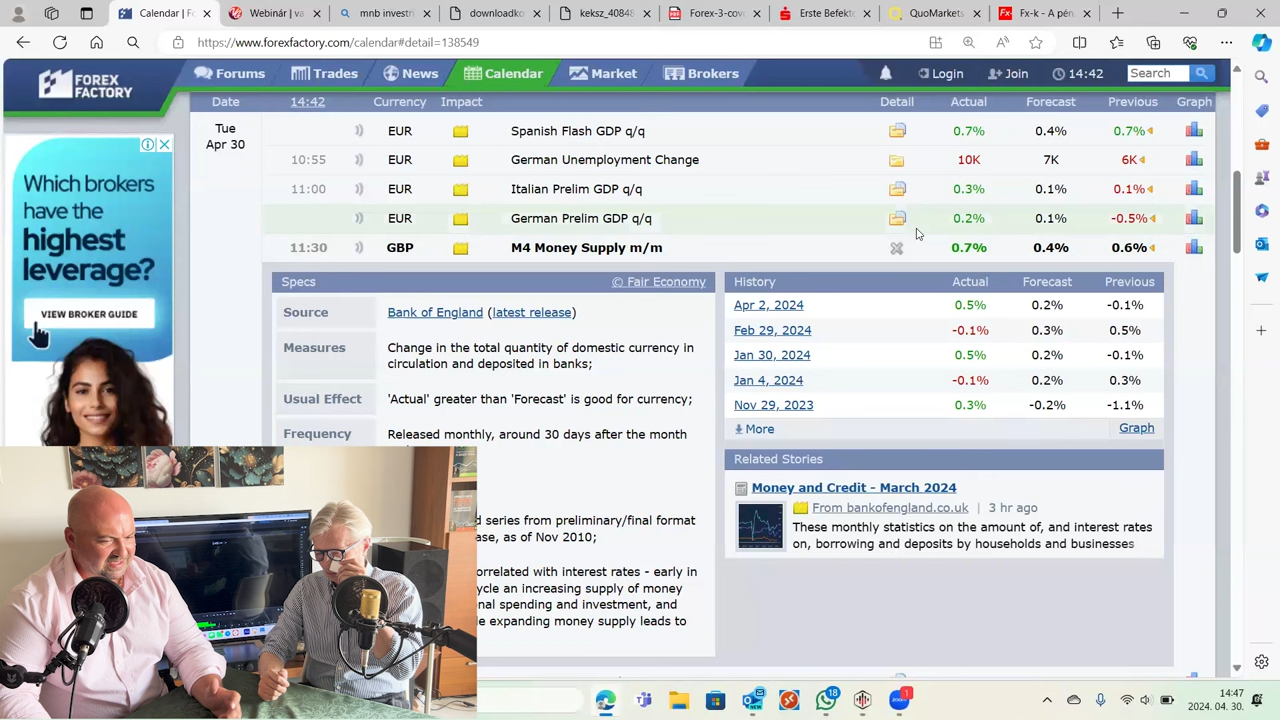 Calendar | Fo
Webinár | va
mnb investn
downloadko
keksz_40848
Forex-3-cove
Erste Befekt
QuoMarkets
Fx-k - A pén
https://www.forexfactory.com/calendar#detail=138549
FOREX FACTORY
Forums
Trades
News
Calendar
Market
Brokers
Login
Join
14:42
Search
Date 14:42 Currency Impact Detail Actual Forecast Previous Graph
Tue
Apr 30
EUR Spanish Flash GDP q/q 0.7% 0.4% 0.7%
10:55 EUR German Unemployment Change 10K 7K 6K
11:00 EUR Italian Prelim GDP q/q 0.3% 0.1% 0.1%
EUR German Prelim GDP q/q 0.2% 0.1% -0.5%
11:30 GBP M4 Money Supply m/m 0.7% 0.4% 0.6%
Which brokers
have the
highest
leverage?
VIEW BROKER GUIDE
Specs © Fair Economy
Source Bank of England (latest release)
Measures Change in the total quantity of domestic currency in
circulation and deposited in banks;
Usual Effect 'Actual' greater than 'Forecast' is good for currency;
Frequency Released monthly, around 30 days after the month
d series from preliminary/final format
ase, as of Nov 2010;
orrelated with interest rates - early in
cle an increasing supply of money
nal spending and investment, and
e expanding money supply leads to
History Actual Forecast Previous
Apr 2, 2024 0.5% 0.2% -0.1%
Feb 29, 2024 -0.1% 0.3% 0.5%
Jan 30, 2024 0.5% 0.2% -0.1%
Jan 4, 2024 -0.1% 0.2% 0.3%
Nov 29, 2023 0.3% -0.2% -1.1%
More Graph
Related Stories
Money and Credit - March 2024
From bankofengland.co.uk | 3 hr ago
These monthly statistics on the amount of, and interest rates
on, borrowing and deposits by households and businesses
14:47
2024. 04. 30.